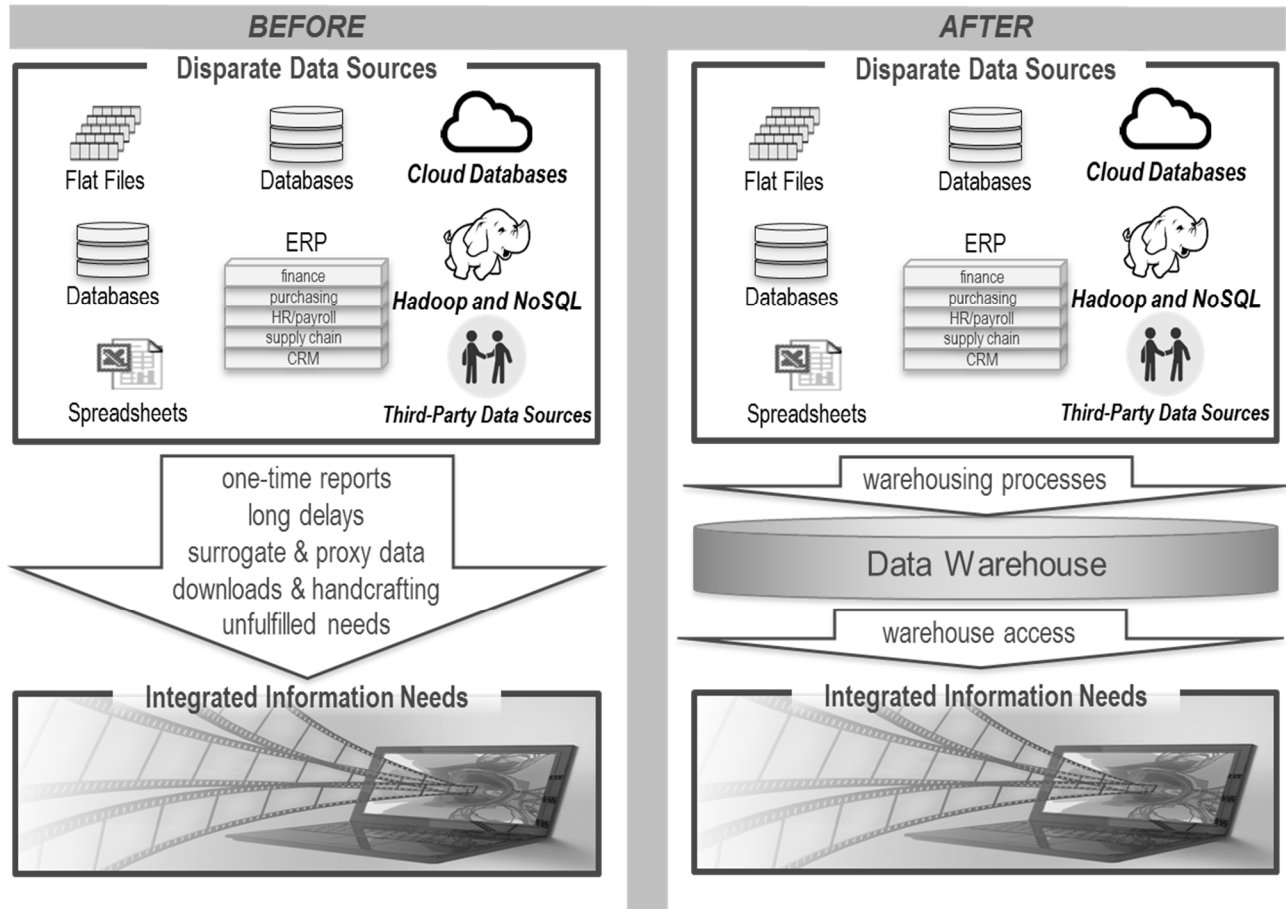 BEFORE
Disparate Data Sources
Flat Files
Databases
Cloud Databases
Databases
ERP
finance
purchasing
HR/payroll
supply chain
CRM
Hadoop and NoSQL
Spreadsheets
Third-Party Data Sources
one-time reports
long delays
surrogate & proxy data
downloads & handcrafting
unfulfilled needs
Integrated Information Needs
AFTER
Disparate Data Sources
Flat Files
Databases
Cloud Databases
Databases
ERP
finance
purchasing
HR/payroll
supply chain
CRM
Hadoop and NoSQL
Spreadsheets
Third-Party Data Sources
warehousing processes
Data Warehouse
warehouse access
Integrated Information Needs